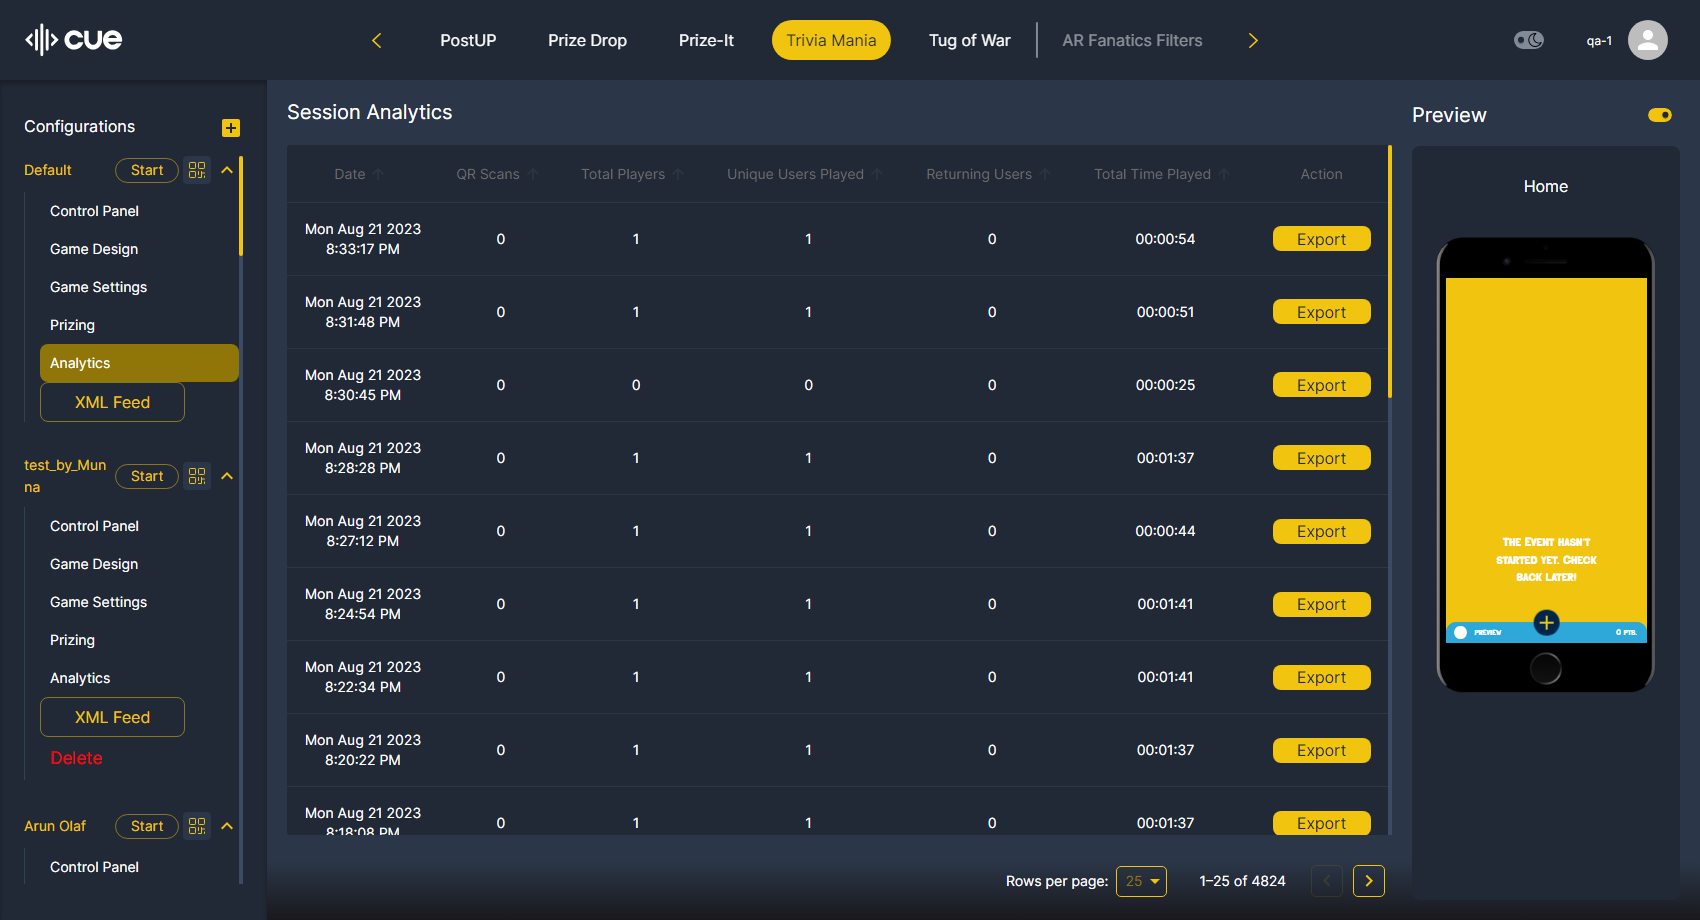 cue
PostUP
Prize Drop
Prize-It
Trivia Mania
Tug of War
AR Fanatics Filters
qa-1
Configurations
Default
Start
Control Panel
Game Design
Game Settings
Prizing
Analytics
XML Feed
test_by_Mun
na
Start
Control Panel
Game Design
Game Settings
Prizing
Analytics
XML Feed
Delete
Arun Olaf
Start
Control Panel
Session Analytics
Date QR Scans Total Players Unique Users Played Returning Users Total Time Played Action
Mon Aug 21 2023
8:33:17 PM
0 1 1 0 00:00:54 Export
Mon Aug 21 2023
8:31:48 PM
0 1 1 0 00:00:51 Export
Mon Aug 21 2023
8:30:45 PM
0 0 0 0 00:00:25 Export
Mon Aug 21 2023
8:28:28 PM
0 1 1 0 00:01:37 Export
Mon Aug 21 2023
8:27:12 PM
0 1 1 0 00:00:44 Export
Mon Aug 21 2023
8:24:54 PM
0 1 1 0 00:01:41 Export
Mon Aug 21 2023
8:22:34 PM
0 1 1 0 00:01:41 Export
Mon Aug 21 2023
8:20:22 PM
0 1 1 0 00:01:37 Export
Mon Aug 21 2023
8:18:08 PM
0 1 1 0 00:01:37 Export
Rows per page: 25 1–25 of 4824
Preview
Home
The Event hasn't
started yet. Check
back later!
PREVIEW
0 PTS.